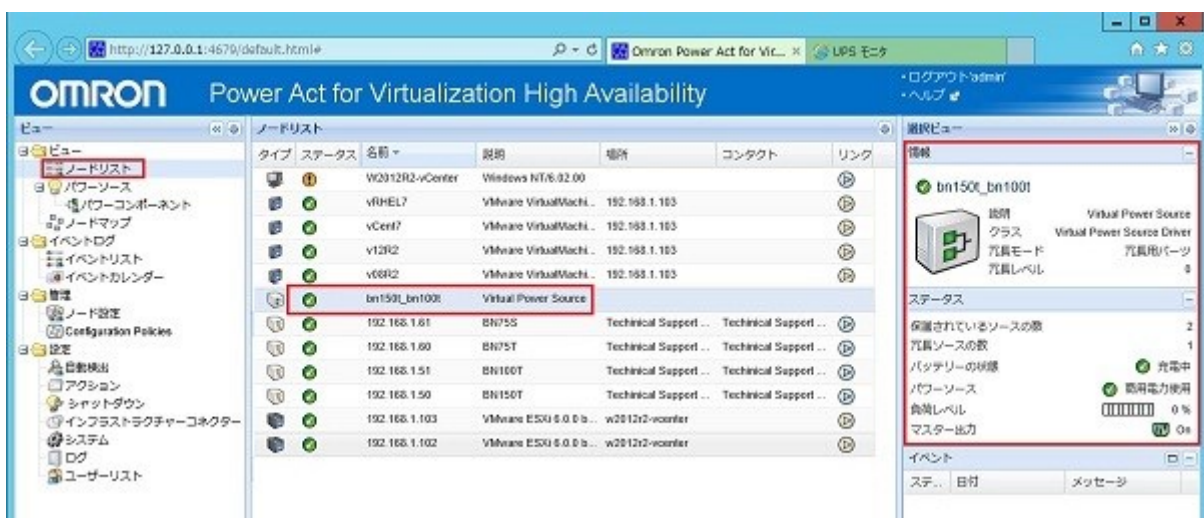 http://127.0.0.1:4679/default.html#
Omron Power Act for Vir...
UPS モニタ
OMRON
Power Act for Virtualization High Availability
・ログアウト'admin'
・ヘルプ
ビュー
ノードリスト
選択ビュー
ビュー
ノードリスト
パワーソース
パワーコンポーネント
ノードマップ
イベントログ
イベントリスト
イベントカレンダー
管理
ノード設定
Configuration Policies
設定
自動検出
アクション
シャットダウン
インフラストラクチャーコネクター
システム
ログ
ユーザーリスト
タイプ ステータス 名前 説明 場所 コンタクト リンク
W2012R2-vCenter Windows NT/6.02.00
vRHEL7 VMware VirtualMachi... 192.168.1.103
vCent7 VMware VirtualMachi... 192.168.1.103
v12R2 VMware VirtualMachi... 192.168.1.103
v08R2 VMware VirtualMachi... 192.168.1.103
bn150t_bn100t Virtual Power Source
192.168.1.61 BN75S Techinical Support ... Techinical Support ...
192.168.1.60 BN75T Techinical Support ... Techinical Support ...
192.168.1.51 BN100T Techinical Support ... Techinical Support ...
192.168.1.50 BN150T Techinical Support ... Techinical Support ...
192.168.1.103 VMware ESXi 6.0.0 b... w2012r2-vcenter
192.168.1.102 VMware ESXi 6.0.0 b... w2012r2-vcenter
情報
bn150t_bn100t
説明 Virtual Power Source
クラス Virtual Power Source Driver
冗長モード 冗長用パーツ
冗長レベル 0
ステータス
保護されているソースの数 2
冗長ソースの数 1
バッテリーの状態 充電中
パワーソース 商用電力使用
負荷レベル 0 %
マスター出力 On
イベント
ステ... 日付 メッセージ